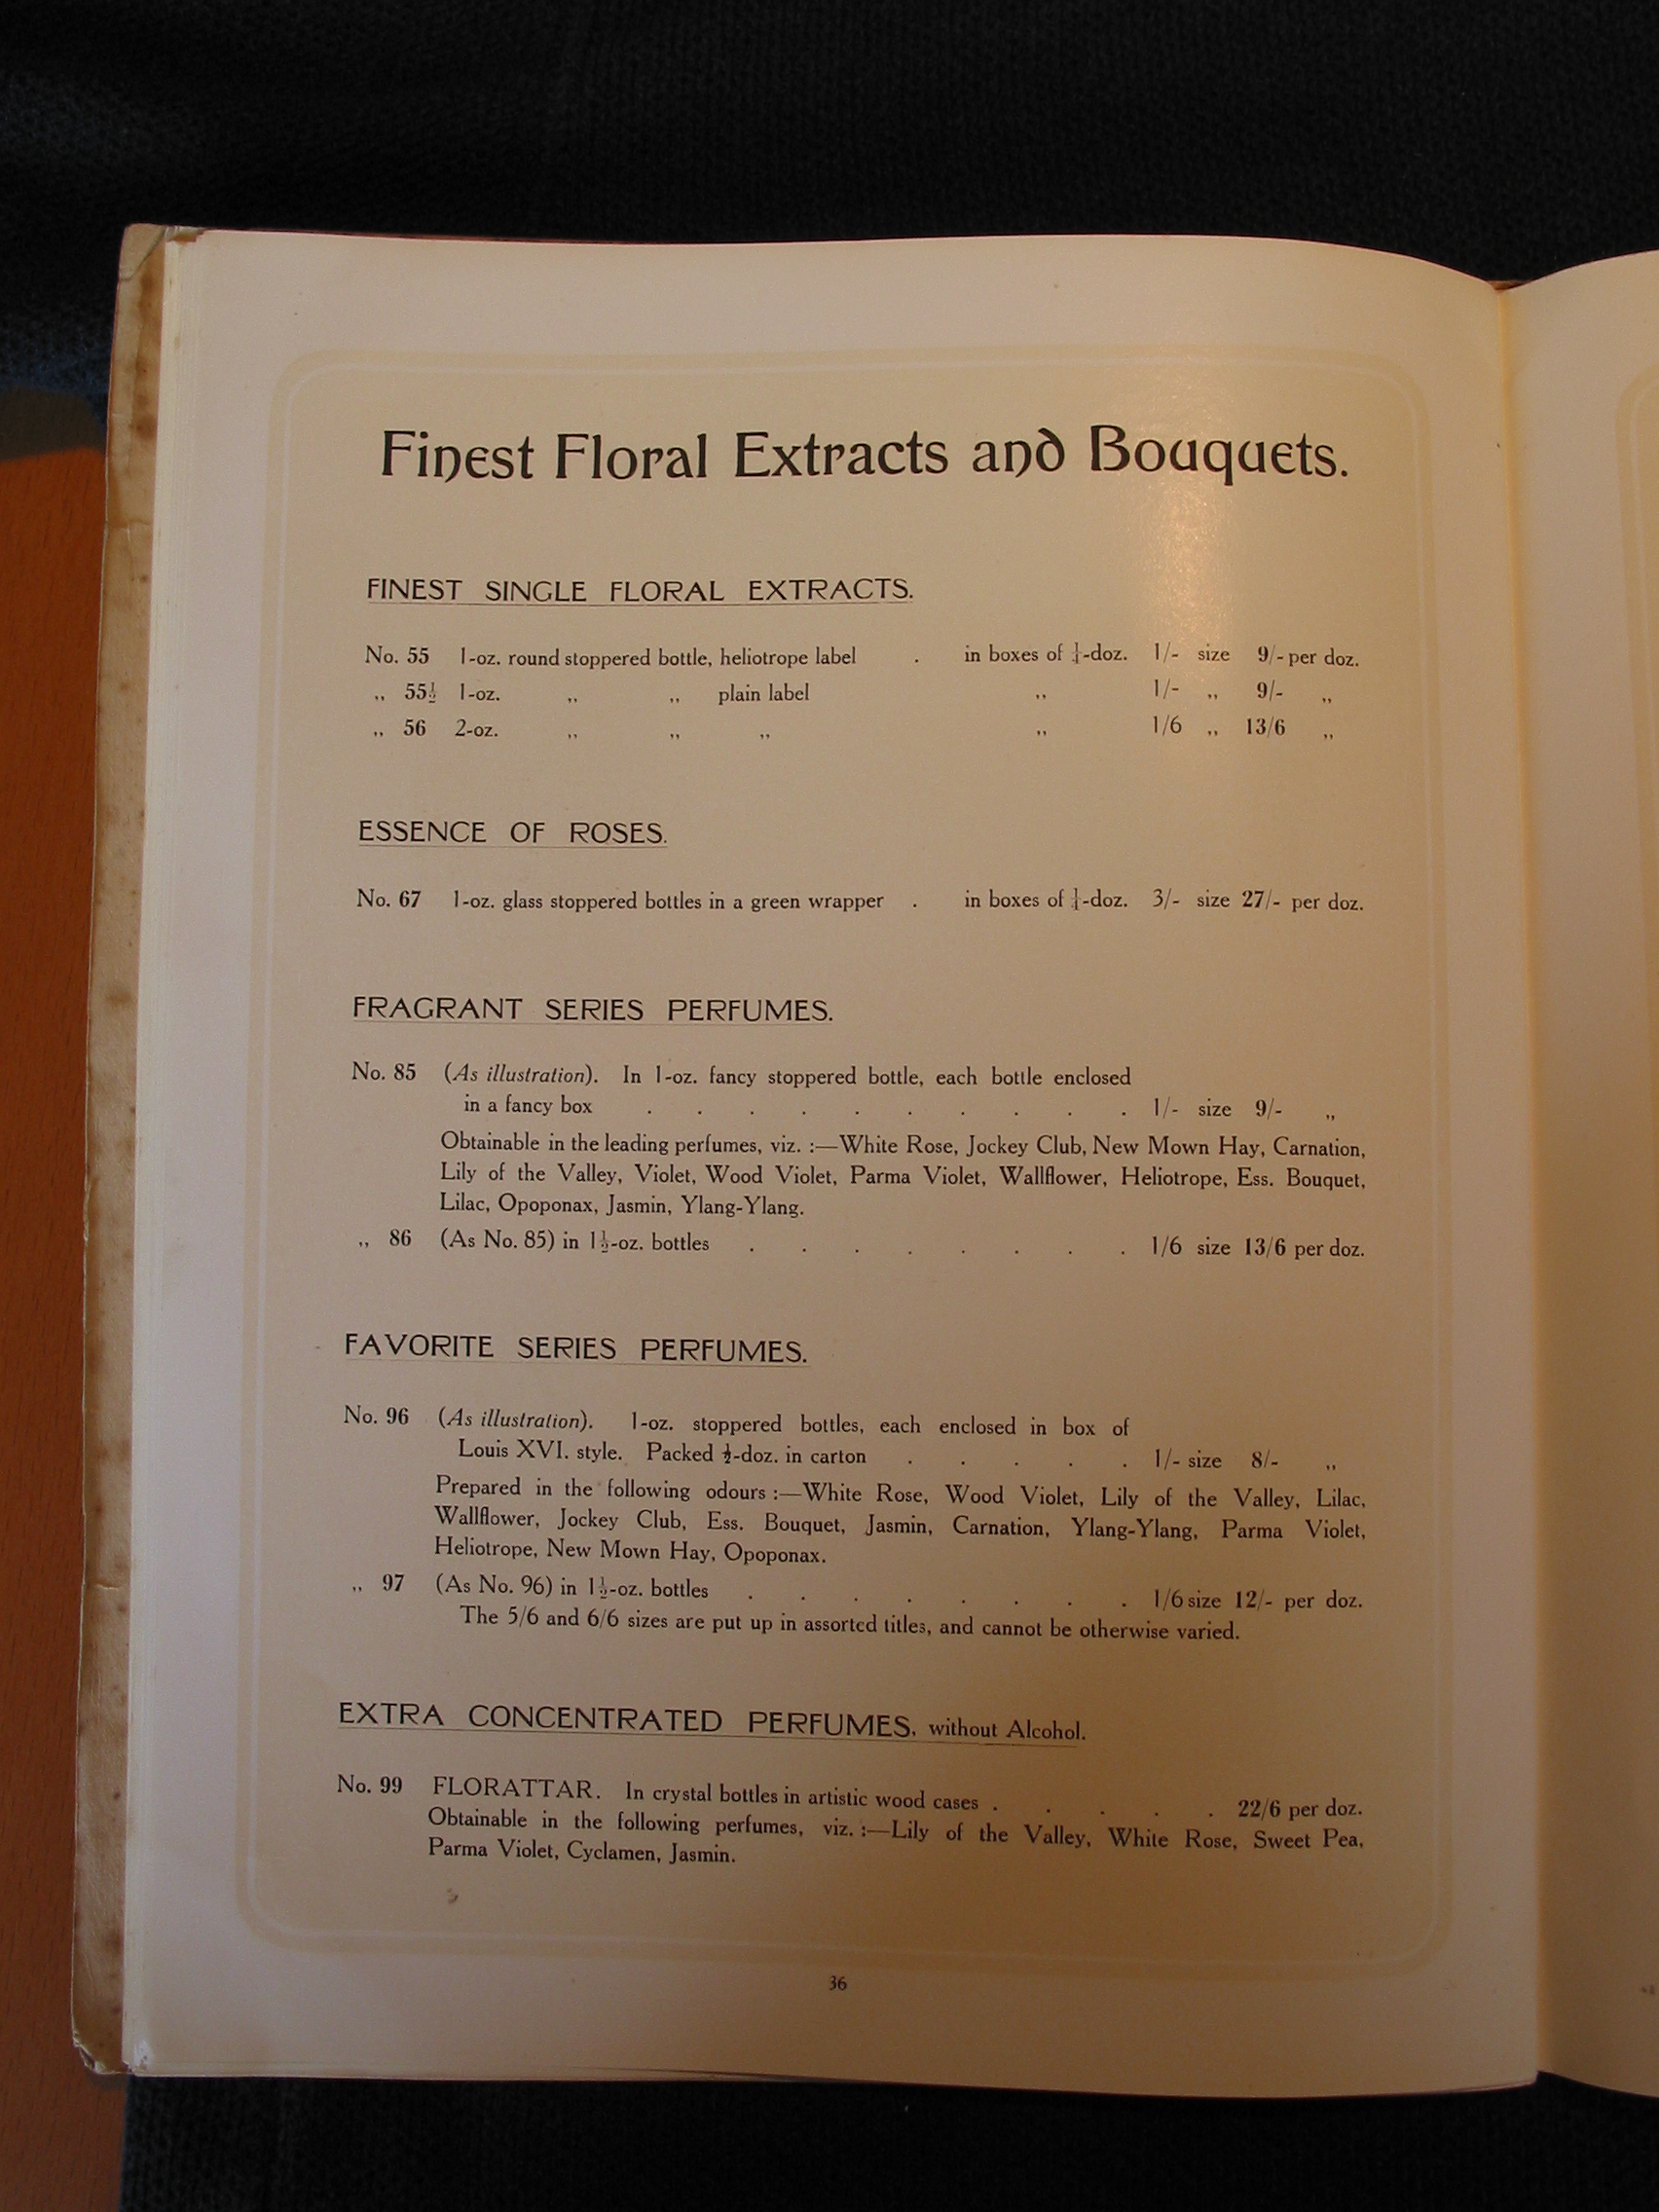 Finest Floral Extracts and Bouquets.
FINEST SINGLE FLORAL EXTRACTS.
No. 55 1-oz. round stoppered bottle, heliotrope label . in boxes of ¼-doz. 1/- size 9/- per doz.
„ 55½ 1-oz. „ „ plain label „ 1/- „ 9/- „
„ 56 2-oz. „ „ „ „ 1/6 „ 13/6 „
ESSENCE OF ROSES.
No. 67 1-oz. glass stoppered bottles in a green wrapper . in boxes of ¼-doz. 3/- size 27/- per doz.
FRAGRANT SERIES PERFUMES.
No. 85 (As illustration). In 1-oz. fancy stoppered bottle, each bottle enclosed
in a fancy box . . . . . . . . . . 1/- size 9/- „
Obtainable in the leading perfumes, viz. :—White Rose, Jockey Club, New Mown Hay, Carnation,
Lily of the Valley, Violet, Wood Violet, Parma Violet, Wallflower, Heliotrope, Ess. Bouquet,
Lilac, Opoponax, Jasmin, Ylang-Ylang.
„ 86 (As No. 85) in 1½-oz. bottles . . . . . . . . 1/6 size 13/6 per doz.
FAVORITE SERIES PERFUMES.
No. 96 (As illustration). 1-oz. stoppered bottles, each enclosed in box of
Louis XVI. style. Packed ½-doz. in carton . . . . . 1/- size 8/- „
Prepared in the following odours :—White Rose, Wood Violet, Lily of the Valley, Lilac,
Wallflower, Jockey Club, Ess. Bouquet, Jasmin, Carnation, Ylang-Ylang, Parma Violet,
Heliotrope, New Mown Hay, Opoponax.
„ 97 (As No. 96) in 1½-oz. bottles . . . . . . . . 1/6 size 12/- per doz.
The 5/6 and 6/6 sizes are put up in assorted titles, and cannot be otherwise varied.
EXTRA CONCENTRATED PERFUMES. without Alcohol.
No. 99 FLORATTAR. In crystal bottles in artistic wood cases . . . . . 22/6 per doz.
Obtainable in the following perfumes, viz. :—Lily of the Valley, White Rose, Sweet Pea,
Parma Violet, Cyclamen, Jasmin.
36